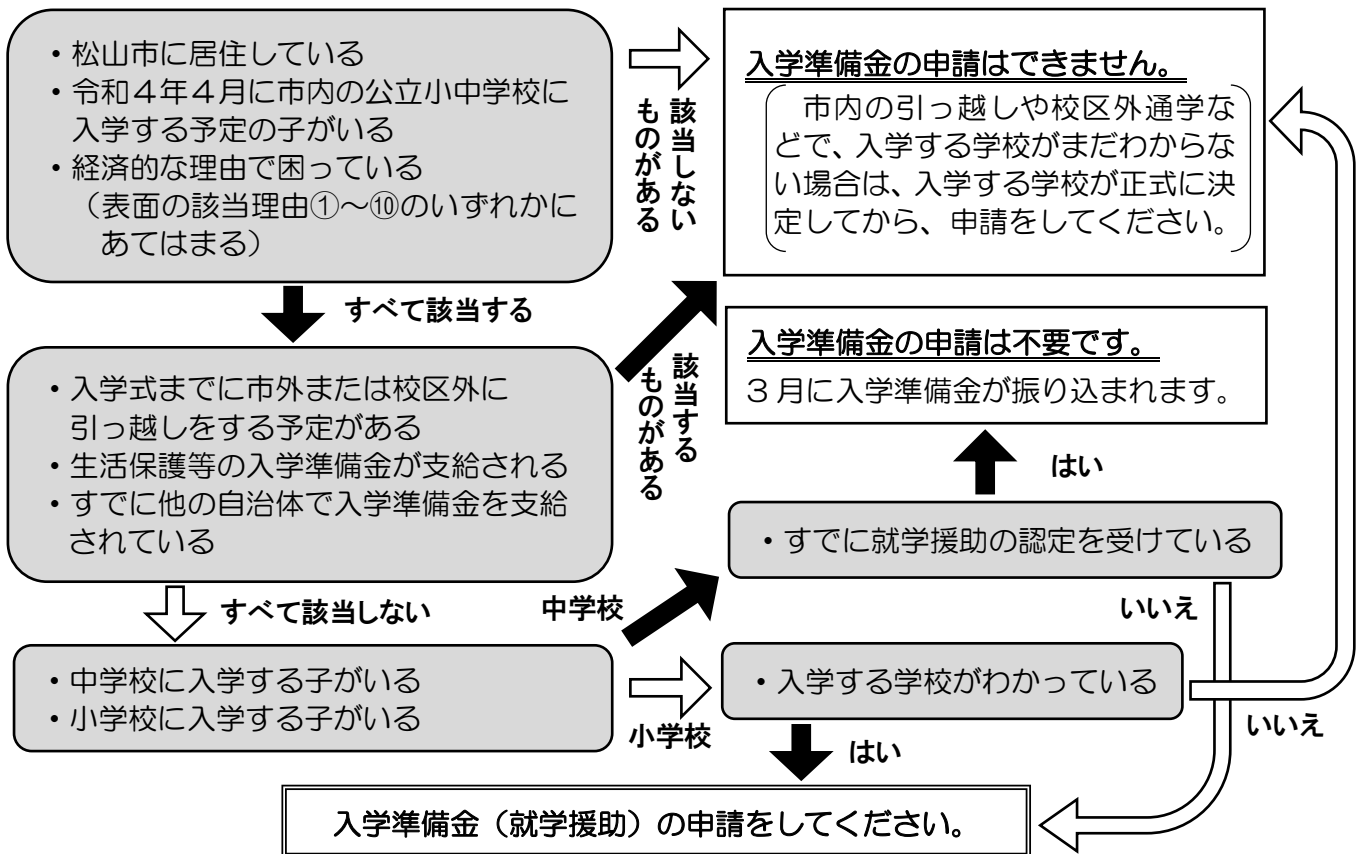 ・松山市に居住している
・令和４年４月に市内の公立小中学校に
入学する予定の子がいる
・経済的な理由で困っている
（表面の該当理由①～⑩のいずれかに
あてはまる）
該当しない
ものがある
入学準備金の申請はできません。
市内の引っ越しや校区外通学な
どで、入学する学校がまだわからな
い場合は、入学する学校が正式に決
定してから、申請をしてください。
すべて該当する
・入学式までに市外または校区外に
引っ越しをする予定がある
・生活保護等の入学準備金が支給される
・すでに他の自治体で入学準備金を支給
されている
該当する
ものがある
入学準備金の申請は不要です。
３月に入学準備金が振り込まれます。
はい
・すでに就学援助の認定を受けている
すべて該当しない
中学校
いいえ
・中学校に入学する子がいる
・小学校に入学する子がいる
小学校
・入学する学校がわかっている
いいえ
はい
入学準備金（就学援助）の申請をしてください。